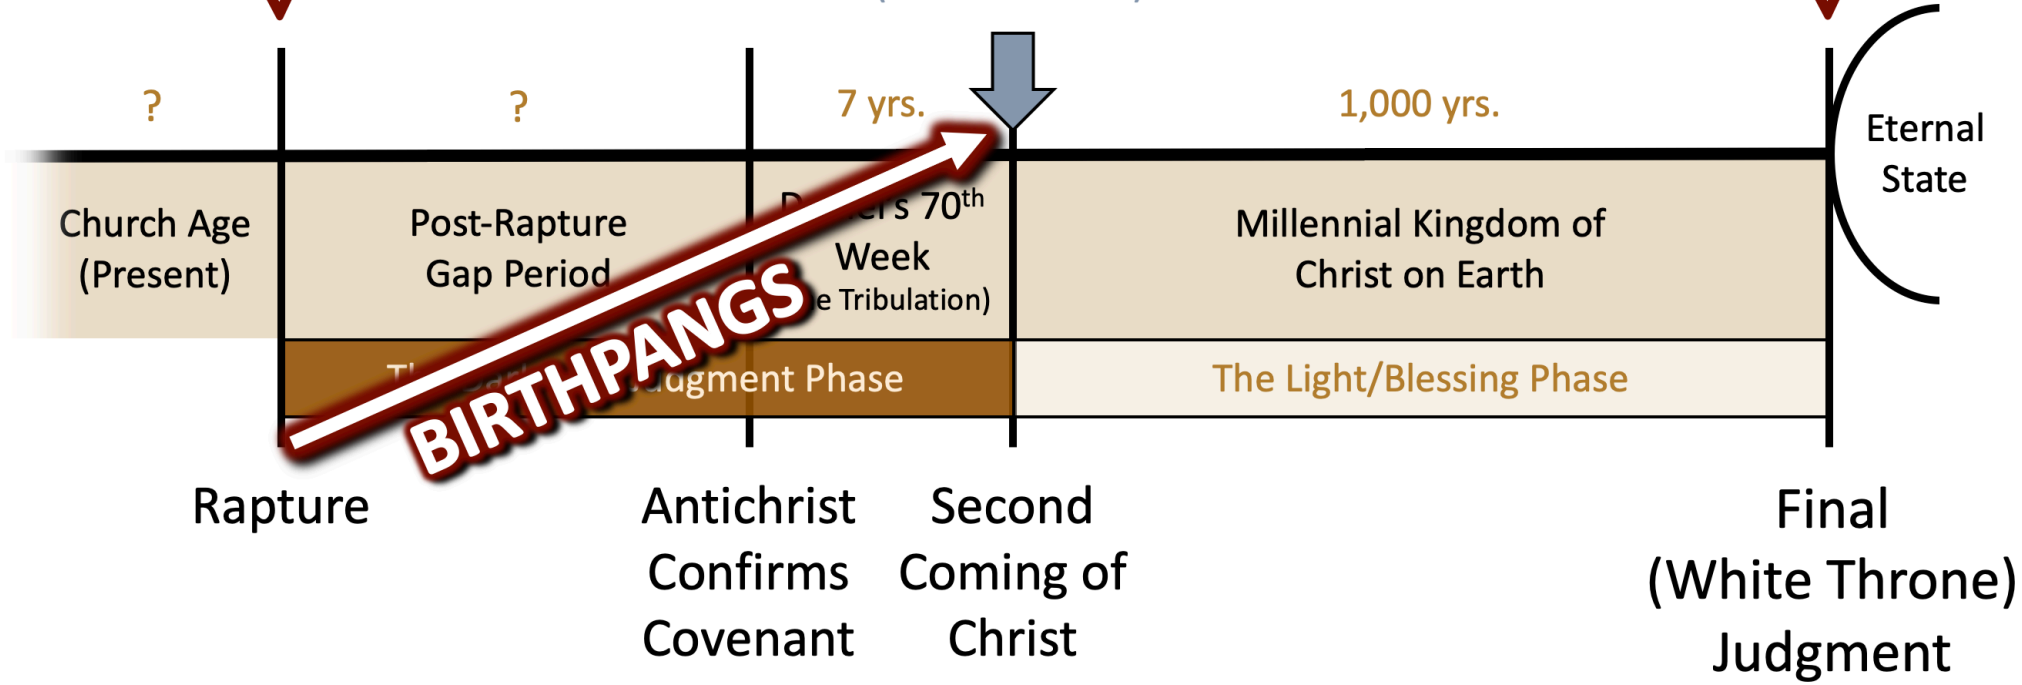 ?
?
7 yrs.
1,000 yrs.
Eternal
State
Church Age
(Present)
Post-Rapture
Gap Period
70th
Week
Tribulation)
Millennial Kingdom of
Christ on Earth
BIRTHPANGS
Phase
The Light/Blessing Phase
Rapture
Antichrist
Confirms
Covenant
Second
Coming of
Christ
Final
(White Throne)
Judgment